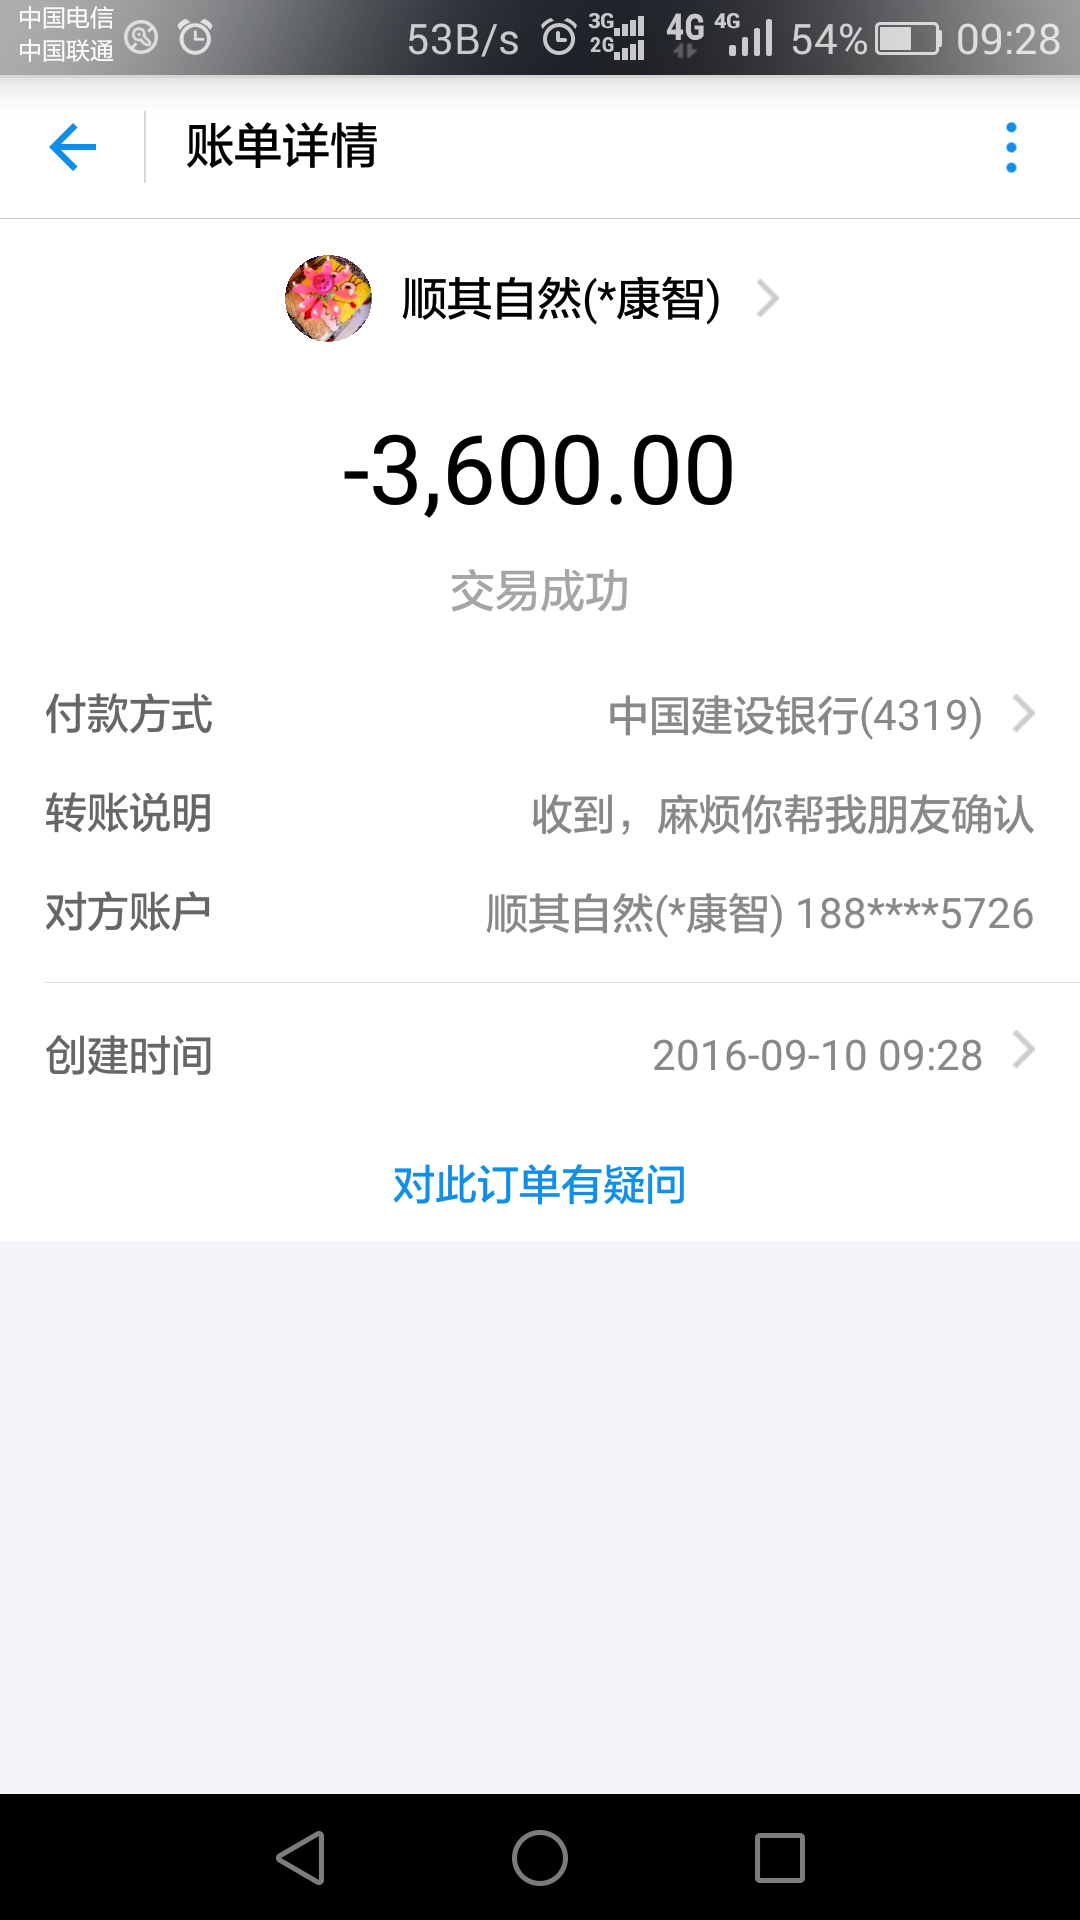 中国电信
中国联通
53B/s 3G 2G 4G 4G 54% 09:28
账单详情
顺其自然(*康智)
-3,600.00
交易成功
付款方式 中国建设银行(4319)
转账说明 收到，麻烦你帮我朋友确认
对方账户 顺其自然(*康智) 188****5726
创建时间 2016-09-10 09:28
对此订单有疑问